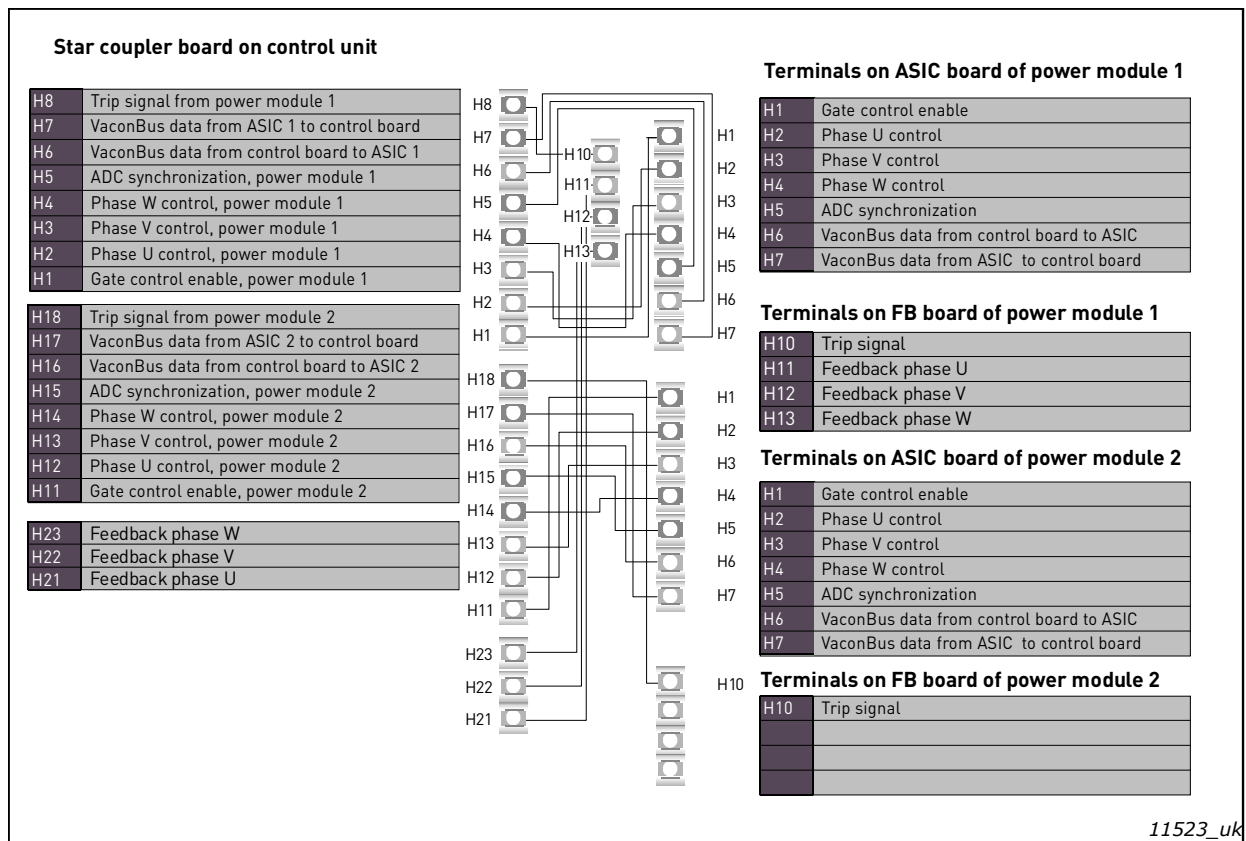 Star coupler board on control unit
H8 Trip signal from power module 1
H7 VaconBus data from ASIC 1 to control board
H6 VaconBus data from control board to ASIC 1
H5 ADC synchronization, power module 1
H4 Phase W control, power module 1
H3 Phase V control, power module 1
H2 Phase U control, power module 1
H1 Gate control enable, power module 1
H18 Trip signal from power module 2
H17 VaconBus data from ASIC 2 to control board
H16 VaconBus data from control board to ASIC 2
H15 ADC synchronization, power module 2
H14 Phase W control, power module 2
H13 Phase V control, power module 2
H12 Phase U control, power module 2
H11 Gate control enable, power module 2
H23 Feedback phase W
H22 Feedback phase V
H21 Feedback phase U
H8
H7
H6
H5
H4
H3
H2
H1
H18
H17
H16
H15
H14
H13
H12
H11
H23
H22
H21
H10
H11
H12
H13
H1
H2
H3
H4
H5
H6
H7
H1
H2
H3
H4
H5
H6
H7
H10
Terminals on ASIC board of power module 1
H1 Gate control enable
H2 Phase U control
H3 Phase V control
H4 Phase W control
H5 ADC synchronization
H6 VaconBus data from control board to ASIC
H7 VaconBus data from ASIC to control board
Terminals on FB board of power module 1
H10 Trip signal
H11 Feedback phase U
H12 Feedback phase V
H13 Feedback phase W
Terminals on ASIC board of power module 2
H1 Gate control enable
H2 Phase U control
H3 Phase V control
H4 Phase W control
H5 ADC synchronization
H6 VaconBus data from control board to ASIC
H7 VaconBus data from ASIC to control board
Terminals on FB board of power module 2
H10 Trip signal
11523_uk